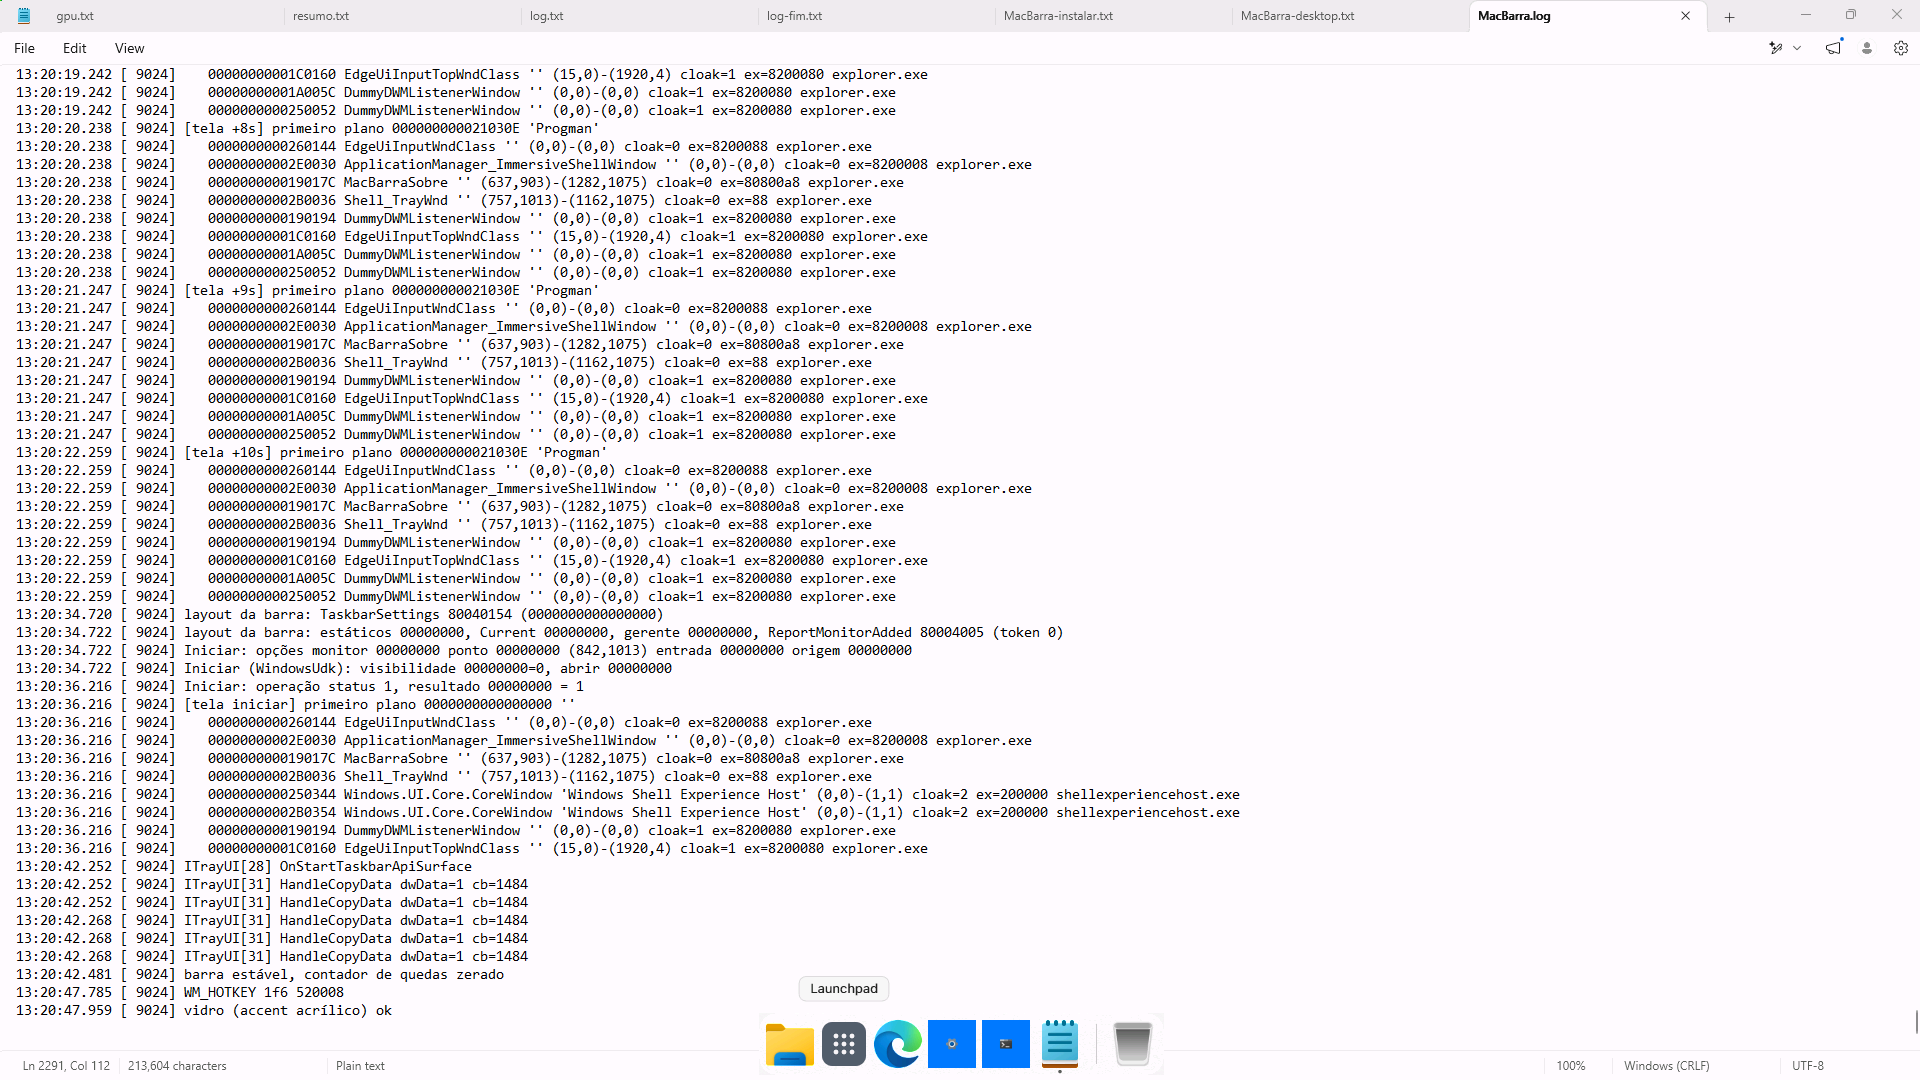 gpu.txt resumo.txt log.txt log-fim.txt MacBarra-instalar.txt MacBarra-desktop.txt MacBarra.log
File Edit View
13:20:19.242 [ 9024]    00000000001C0160 EdgeUiInputTopWndClass '' (15,0)-(1920,4) cloak=1 ex=8200080 explorer.exe
13:20:19.242 [ 9024]    00000000001A005C DummyDWMListenerWindow '' (0,0)-(0,0) cloak=1 ex=8200080 explorer.exe
13:20:19.242 [ 9024]    0000000000250052 DummyDWMListenerWindow '' (0,0)-(0,0) cloak=1 ex=8200080 explorer.exe
13:20:20.238 [ 9024] [tela +8s] primeiro plano 000000000021030E 'Progman'
13:20:20.238 [ 9024]    0000000000260144 EdgeUiInputWndClass '' (0,0)-(0,0) cloak=0 ex=8200088 explorer.exe
13:20:20.238 [ 9024]    00000000002E0030 ApplicationManager_ImmersiveShellWindow '' (0,0)-(0,0) cloak=0 ex=8200008 explorer.exe
13:20:20.238 [ 9024]    000000000019017C MacBarraSobre '' (637,903)-(1282,1075) cloak=0 ex=80800a8 explorer.exe
13:20:20.238 [ 9024]    00000000002B0036 Shell_TrayWnd '' (757,1013)-(1162,1075) cloak=0 ex=88 explorer.exe
13:20:20.238 [ 9024]    0000000000190194 DummyDWMListenerWindow '' (0,0)-(0,0) cloak=1 ex=8200080 explorer.exe
13:20:20.238 [ 9024]    00000000001C0160 EdgeUiInputTopWndClass '' (15,0)-(1920,4) cloak=1 ex=8200080 explorer.exe
13:20:20.238 [ 9024]    00000000001A005C DummyDWMListenerWindow '' (0,0)-(0,0) cloak=1 ex=8200080 explorer.exe
13:20:20.238 [ 9024]    0000000000250052 DummyDWMListenerWindow '' (0,0)-(0,0) cloak=1 ex=8200080 explorer.exe
13:20:21.247 [ 9024] [tela +9s] primeiro plano 000000000021030E 'Progman'
13:20:21.247 [ 9024]    0000000000260144 EdgeUiInputWndClass '' (0,0)-(0,0) cloak=0 ex=8200088 explorer.exe
13:20:21.247 [ 9024]    00000000002E0030 ApplicationManager_ImmersiveShellWindow '' (0,0)-(0,0) cloak=0 ex=8200008 explorer.exe
13:20:21.247 [ 9024]    000000000019017C MacBarraSobre '' (637,903)-(1282,1075) cloak=0 ex=80800a8 explorer.exe
13:20:21.247 [ 9024]    00000000002B0036 Shell_TrayWnd '' (757,1013)-(1162,1075) cloak=0 ex=88 explorer.exe
13:20:21.247 [ 9024]    0000000000190194 DummyDWMListenerWindow '' (0,0)-(0,0) cloak=1 ex=8200080 explorer.exe
13:20:21.247 [ 9024]    00000000001C0160 EdgeUiInputTopWndClass '' (15,0)-(1920,4) cloak=1 ex=8200080 explorer.exe
13:20:21.247 [ 9024]    00000000001A005C DummyDWMListenerWindow '' (0,0)-(0,0) cloak=1 ex=8200080 explorer.exe
13:20:21.247 [ 9024]    0000000000250052 DummyDWMListenerWindow '' (0,0)-(0,0) cloak=1 ex=8200080 explorer.exe
13:20:22.259 [ 9024] [tela +10s] primeiro plano 000000000021030E 'Progman'
13:20:22.259 [ 9024]    0000000000260144 EdgeUiInputWndClass '' (0,0)-(0,0) cloak=0 ex=8200088 explorer.exe
13:20:22.259 [ 9024]    00000000002E0030 ApplicationManager_ImmersiveShellWindow '' (0,0)-(0,0) cloak=0 ex=8200008 explorer.exe
13:20:22.259 [ 9024]    000000000019017C MacBarraSobre '' (637,903)-(1282,1075) cloak=0 ex=80800a8 explorer.exe
13:20:22.259 [ 9024]    00000000002B0036 Shell_TrayWnd '' (757,1013)-(1162,1075) cloak=0 ex=88 explorer.exe
13:20:22.259 [ 9024]    0000000000190194 DummyDWMListenerWindow '' (0,0)-(0,0) cloak=1 ex=8200080 explorer.exe
13:20:22.259 [ 9024]    00000000001C0160 EdgeUiInputTopWndClass '' (15,0)-(1920,4) cloak=1 ex=8200080 explorer.exe
13:20:22.259 [ 9024]    00000000001A005C DummyDWMListenerWindow '' (0,0)-(0,0) cloak=1 ex=8200080 explorer.exe
13:20:22.259 [ 9024]    0000000000250052 DummyDWMListenerWindow '' (0,0)-(0,0) cloak=1 ex=8200080 explorer.exe
13:20:34.720 [ 9024] layout da barra: TaskbarSettings 80040154 (0000000000000000)
13:20:34.722 [ 9024] layout da barra: estáticos 00000000, Current 00000000, gerente 00000000, ReportMonitorAdded 80004005 (token 0)
13:20:34.722 [ 9024] Iniciar: opções monitor 00000000 ponto 00000000 (842,1013) entrada 00000000 origem 00000000
13:20:34.722 [ 9024] Iniciar (WindowsUdk): visibilidade 00000000=0, abrir 00000000
13:20:36.216 [ 9024] Iniciar: operação status 1, resultado 00000000 = 1
13:20:36.216 [ 9024] [tela iniciar] primeiro plano 0000000000000000 ''
13:20:36.216 [ 9024]    0000000000260144 EdgeUiInputWndClass '' (0,0)-(0,0) cloak=0 ex=8200088 explorer.exe
13:20:36.216 [ 9024]    00000000002E0030 ApplicationManager_ImmersiveShellWindow '' (0,0)-(0,0) cloak=0 ex=8200008 explorer.exe
13:20:36.216 [ 9024]    000000000019017C MacBarraSobre '' (637,903)-(1282,1075) cloak=0 ex=80800a8 explorer.exe
13:20:36.216 [ 9024]    00000000002B0036 Shell_TrayWnd '' (757,1013)-(1162,1075) cloak=0 ex=88 explorer.exe
13:20:36.216 [ 9024]    0000000000250344 Windows.UI.Core.CoreWindow 'Windows Shell Experience Host' (0,0)-(1,1) cloak=2 ex=200000 shellexperiencehost.exe
13:20:36.216 [ 9024]    00000000002B0354 Windows.UI.Core.CoreWindow 'Windows Shell Experience Host' (0,0)-(1,1) cloak=2 ex=200000 shellexperiencehost.exe
13:20:36.216 [ 9024]    0000000000190194 DummyDWMListenerWindow '' (0,0)-(0,0) cloak=1 ex=8200080 explorer.exe
13:20:36.216 [ 9024]    00000000001C0160 EdgeUiInputTopWndClass '' (15,0)-(1920,4) cloak=1 ex=8200080 explorer.exe
13:20:42.252 [ 9024] ITrayUI[28] OnStartTaskbarApiSurface
13:20:42.252 [ 9024] ITrayUI[31] HandleCopyData dwData=1 cb=1484
13:20:42.252 [ 9024] ITrayUI[31] HandleCopyData dwData=1 cb=1484
13:20:42.268 [ 9024] ITrayUI[31] HandleCopyData dwData=1 cb=1484
13:20:42.268 [ 9024] ITrayUI[31] HandleCopyData dwData=1 cb=1484
13:20:42.268 [ 9024] ITrayUI[31] HandleCopyData dwData=1 cb=1484
13:20:42.481 [ 9024] barra estável, contador de quedas zerado
13:20:47.785 [ 9024] WM_HOTKEY 1f6 520008
13:20:47.959 [ 9024] vidro (accent acrílico) ok
Launchpad
Ln 2291, Col 112 213,604 characters Plain text 100% Windows (CRLF) UTF-8